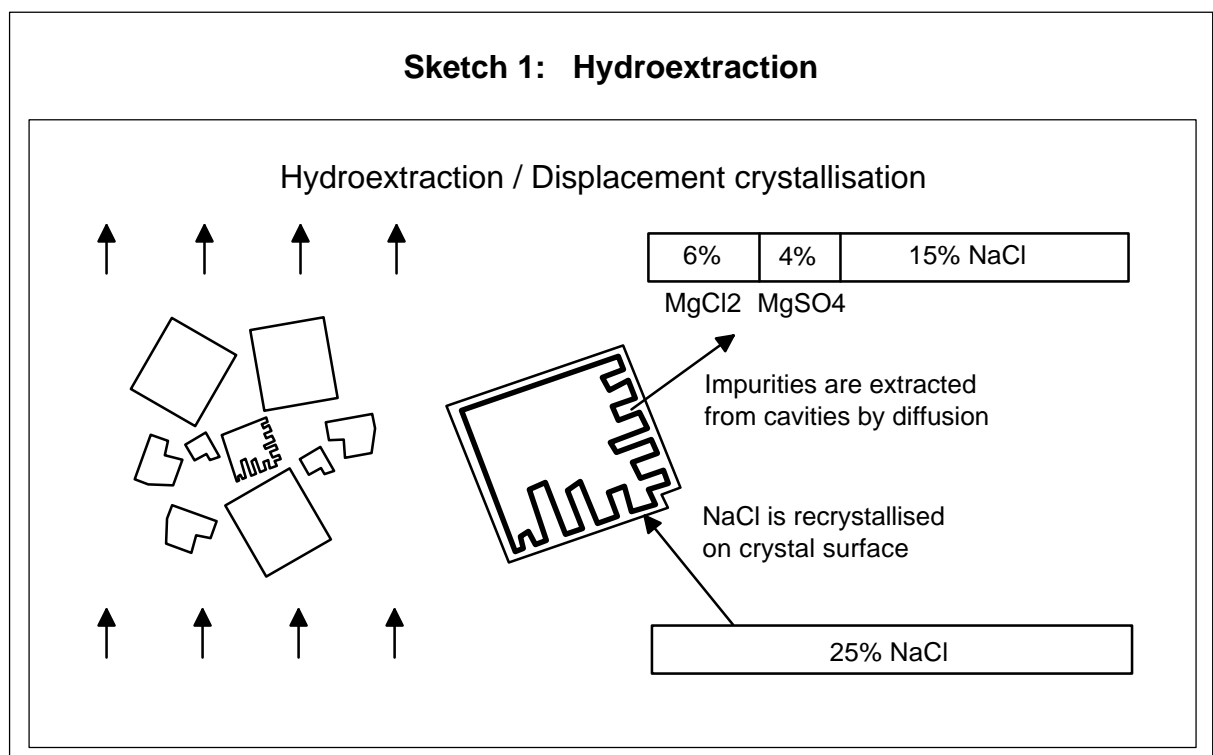 Sketch 1: Hydroextraction
Hydroextraction / Displacement crystallisation
6% 4% 15% NaCl
MgCl2 MgSO4
Impurities are extracted
from cavities by diffusion
NaCl is recrystallised
on crystal surface
25% NaCl